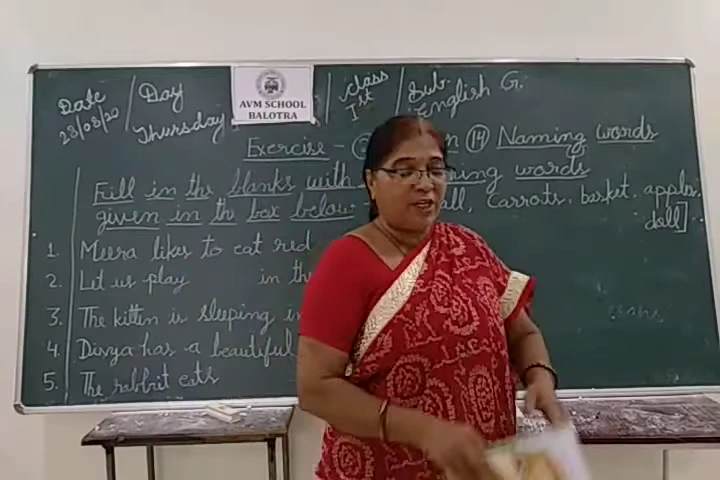 Date
23/08/20
Day
Thursday
AVM SCHOOL
BALOTRA
Class
Ist
Sub.
English G.
Exercise - 14 Naming words
Fill in the blanks with naming words
given in the box below carrots, basket, apples,
doll]
1. Meera likes to eat red
2. Let us play in the
3. The kitten is sleeping in
4. Divya has a beautiful
5. The rabbit eats